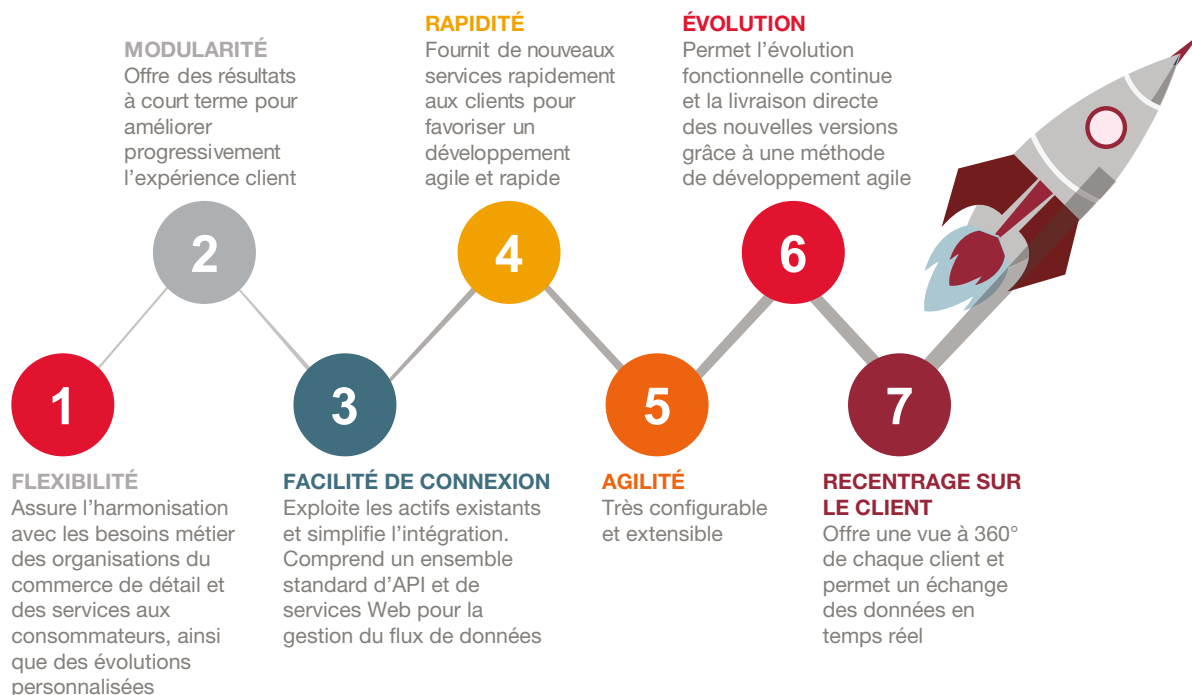 1
FLEXIBILITÉ
Assure l’harmonisation
avec les besoins métier
des organisations du
commerce de détail et
des services aux
consommateurs, ainsi
que des évolutions
personnalisées
MODULARITÉ
Offre des résultats
à court terme pour
améliorer
progressivement
l’expérience client
2
3
FACILITÉ DE CONNEXION
Exploite les actifs existants
et simplifie l’intégration.
Comprend un ensemble
standard d’API et de
services Web pour la
gestion du flux de données
RAPIDITÉ
Fournit de nouveaux
services rapidement
aux clients pour
favoriser un
développement
agile et rapide
4
5
AGILITÉ
Très configurable
et extensible
ÉVOLUTION
Permet l’évolution
fonctionnelle continue
et la livraison directe
des nouvelles versions
grâce à une méthode
de développement agile
6
7
RECENTRAGE SUR
LE CLIENT
Offre une vue à 360°
de chaque client et
permet un échange
des données en
temps réel